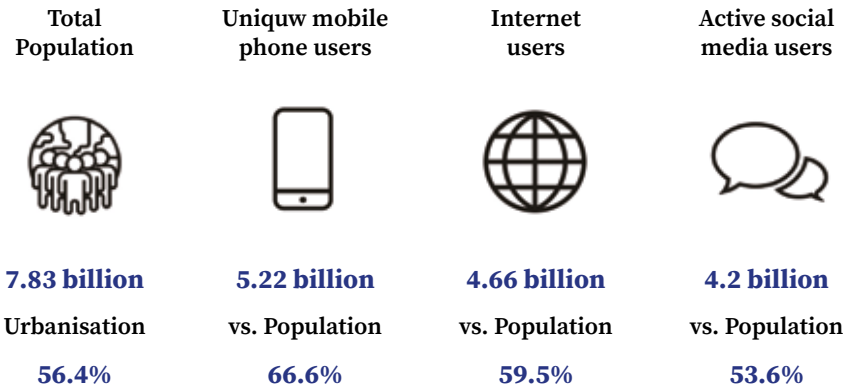 Total
Population
Uniquw mobile
phone users
Internet
users
Active social
media users
7.83 billion
5.22 billion
4.66 billion
4.2 billion
Urbanisation
vs. Population
vs. Population
vs. Population
56.4%
66.6%
59.5%
53.6%